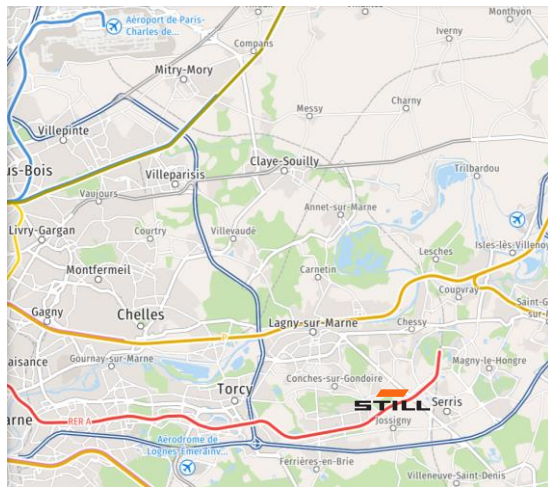 Monthyon
Aéroport de Paris-
Charles de...
Iverny
Compans
Mitry-Mory
Messy
Charny
Villepinte
Claye-Souilly
us-Bois
Villeparisis
Trilbardou
Vaujours
Annet-sur-Marne
Livry-Gargan
Courtry
Villevaudé
Isles-lès-Villenoy
Lesches
Montfermeil
Carnetin
Coupvray
Saint-G
Gagny
Chelles
Lagny-sur-Marne
Chessy
aisance
Gournay-sur-Marne
Magny-le-Hongre
Conches-sur-Gondoire
Torcy
STILL
Serris
arne
RER A
Jossigny
Aérodrome de
Lognes-Emerainv...
Ferrières-en-Brie
Villeneuve-Saint-Denis